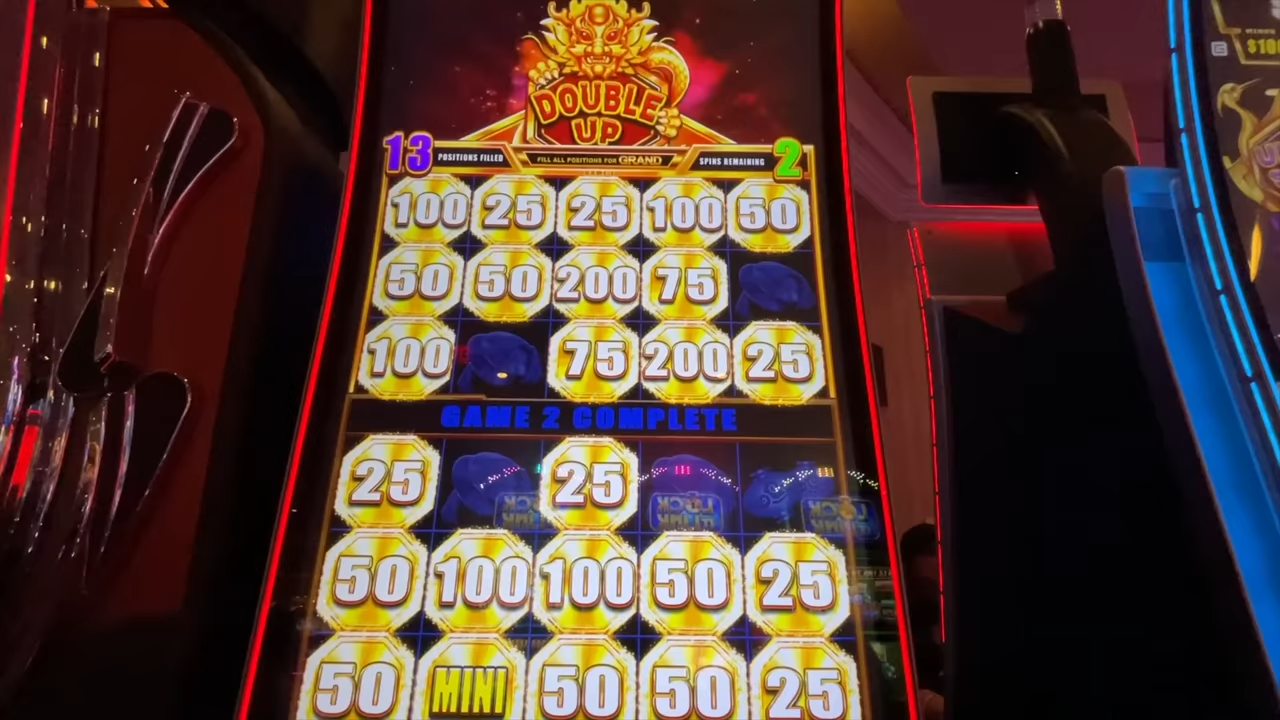 DOUBLE
UP
13 POSITIONS FILLED FILL ALL POSITIONS FOR GRAND SPINS REMAINING 2
100 25 25 100 50
50 50 200 75
100 75 200 25
GAME 2 COMPLETE
25 25
50 100 100 50 25
50 MINI 50 50 25